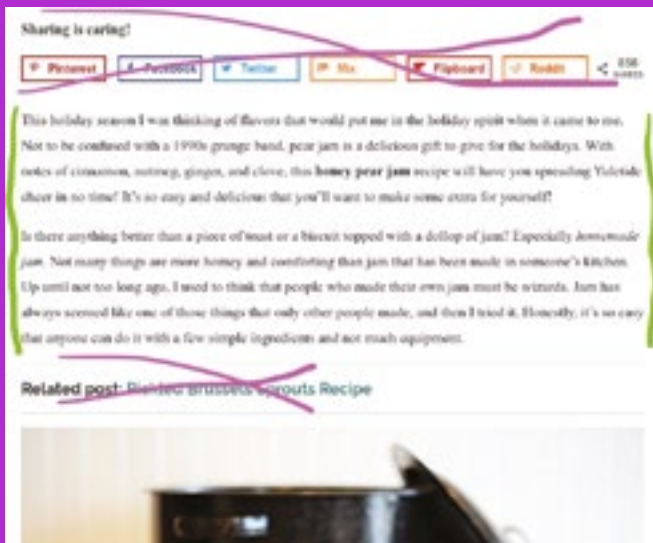 Sharing is caring!
Pinterest Facebook Twitter Mix Flipboard Reddit SHARES
This holiday season I was thinking of flavors that would put me in the holiday spirit when it came to me.
Not to be confused with a 1990s grunge band, pear jam is a delicious gift to give for the holidays. With
notes of cinnamon, nutmeg, ginger, and clove, this honey pear jam recipe will have you spreading Yuletide
cheer in no time! It's so easy and delicious that you'll want to make some extra for yourself!
Is there anything better than a piece of toast or a biscuit topped with a dollop of jam? Especially homemade
jam. Not many things are more homey and comforting than jam that has been made in someone's kitchen.
Up until not too long ago, I used to think that people who made their own jam must be wizards. Jam has
always seemed like one of those things that only other people made, and then I tried it. Honestly, it's so easy
that anyone can do it with a few simple ingredients and not much equipment.
Related post: Pickled Brussels Sprouts Recipe